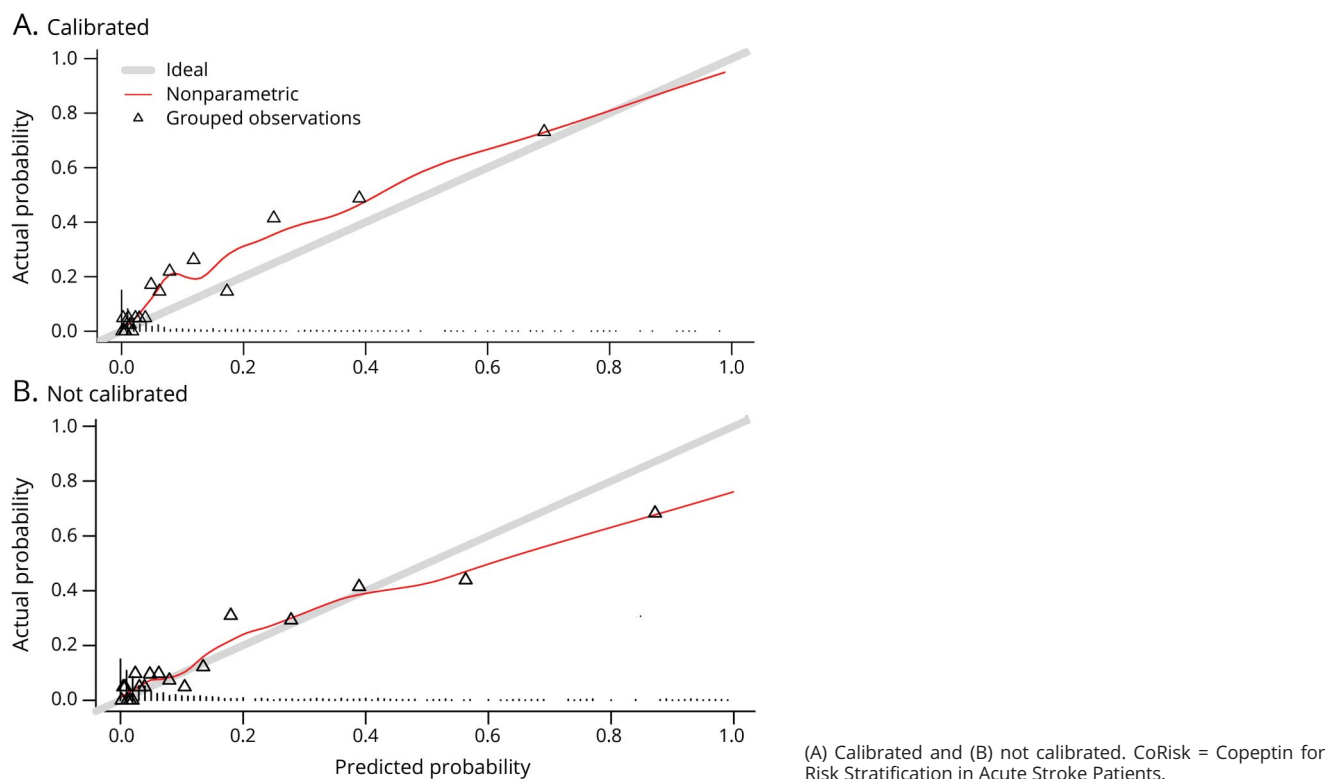 A. Calibrated
1.0
0.8
0.6
0.4
0.2
0.0
Actual probability
Ideal
Nonparametric
Grouped observations
0.0 0.2 0.4 0.6 0.8 1.0
B. Not calibrated
1.0
0.8
0.6
0.4
0.2
0.0
Actual probability
0.0 0.2 0.4 0.6 0.8 1.0
Predicted probability
(A) Calibrated and (B) not calibrated. CoRisk = Copeptin for
Risk Stratification in Acute Stroke Patients.